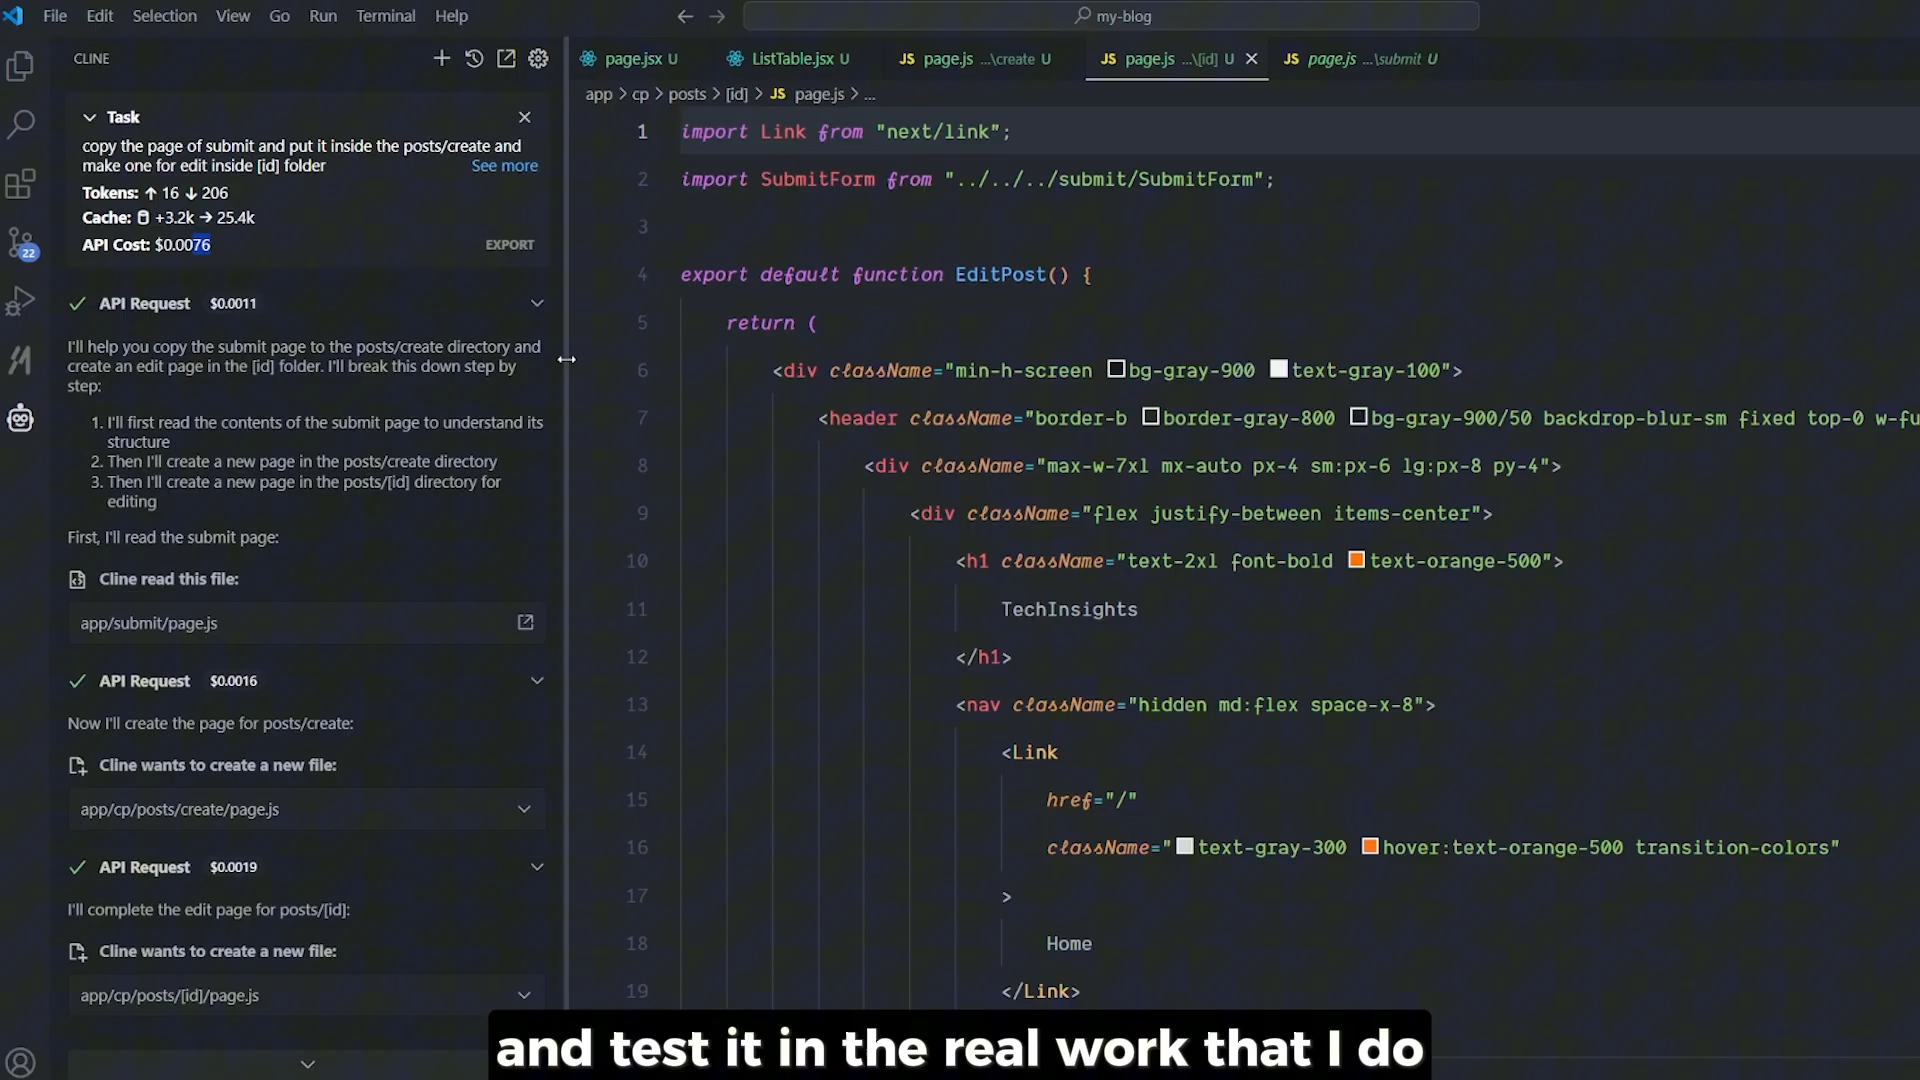 File Edit Selection View Go Run Terminal Help
my-blog
CLINE
Task
copy the page of submit and put it inside the posts/create and
make one for edit inside [id] folder See more
Tokens: ↑ 16 ↓ 206
Cache: +3.2k → 25.4k
API Cost: $0.0076 EXPORT
22
API Request $0.0011
I'll help you copy the submit page to the posts/create directory and
create an edit page in the [id] folder. I'll break this down step by
step:
1. I'll first read the contents of the submit page to understand its
structure
2. Then I'll create a new page in the posts/create directory
3. Then I'll create a new page in the posts/[id] directory for
editing
First, I'll read the submit page:
Cline read this file:
app/submit/page.js
API Request $0.0016
Now I'll create the page for posts/create:
Cline wants to create a new file:
app/cp/posts/create/page.js
API Request $0.0019
I'll complete the edit page for posts/[id]:
Cline wants to create a new file:
app/cp/posts/[id]/page.js
page.jsx U ListTable.jsx U JS page.js ...\create U JS page.js ...\[id] U JS page.js ...\submit U
app > cp > posts > [id] > JS page.js > ...
1 import Link from "next/link";
2 import SubmitForm from "../../../submit/SubmitForm";
3
4 export default function EditPost() {
5 return (
6 <div className="min-h-screen bg-gray-900 text-gray-100">
7 <header className="border-b border-gray-800 bg-gray-900/50 backdrop-blur-sm fixed top-0 w-fu
8 <div className="max-w-7xl mx-auto px-4 sm:px-6 lg:px-8 py-4">
9 <div className="flex justify-between items-center">
10 <h1 className="text-2xl font-bold text-orange-500">
11 TechInsights
12 </h1>
13 <nav className="hidden md:flex space-x-8">
14 <Link
15 href="/"
16 className="text-gray-300 hover:text-orange-500 transition-colors"
17 >
18 Home
19 </Link>
and test it in the real work that I do